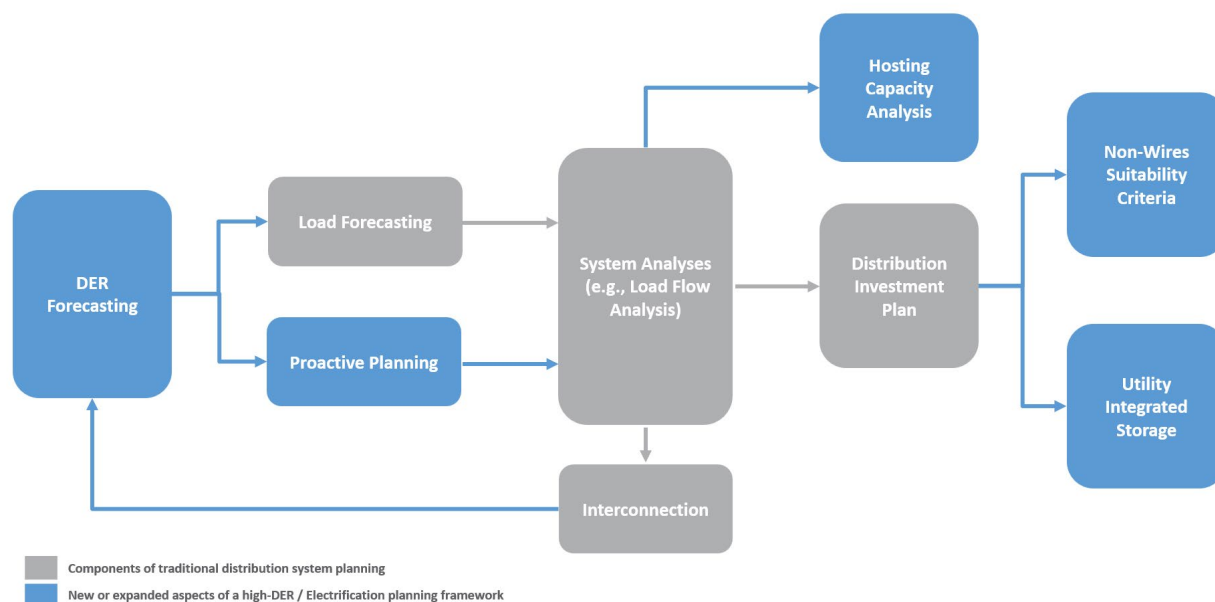 Hosting
Capacity
Analysis
Non-Wires
Suitability
Criteria
Load Forecasting
DER
Forecasting
System Analyses
(e.g., Load Flow
Analysis)
Distribution
Investment
Plan
Proactive Planning
Utility
Integrated
Storage
Interconnection
Components of traditional distribution system planning
New or expanded aspects of a high-DER / Electrification planning framework